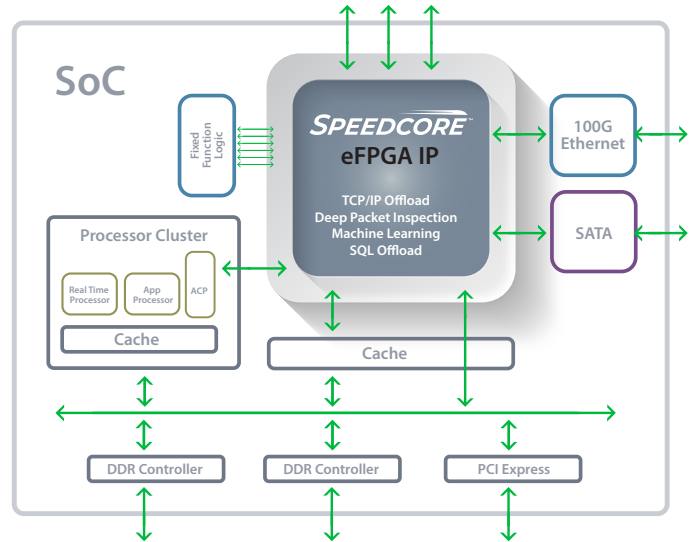 SoC
SPEEDCORE™
eFPGA IP
TCP/IP Offload
Deep Packet Inspection
Machine Learning
SQL Offload
Fixed
Function
Logic
100G
Ethernet
SATA
Processor Cluster
Real Time
Processor
App
Processor
ACP
Cache
Cache
DDR Controller
DDR Controller
PCI Express